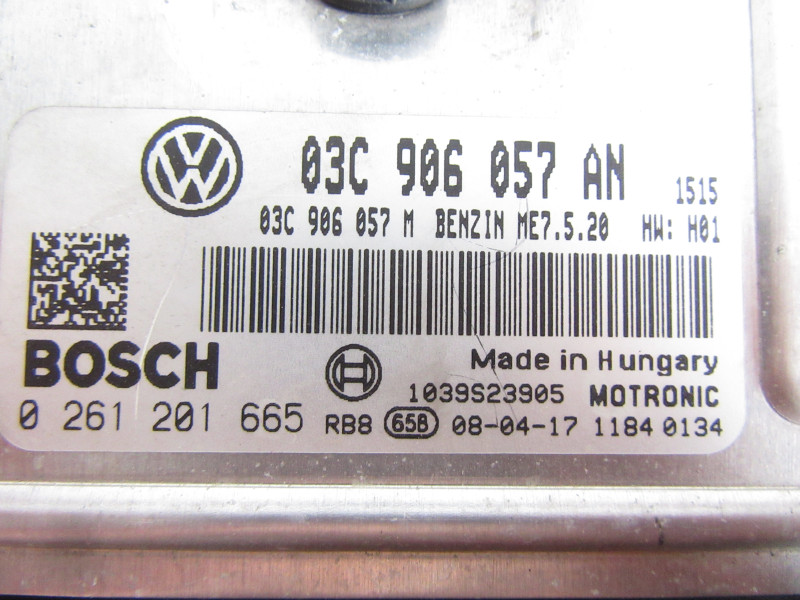 03C 906 057 AN 1515
03C 906 057 M BENZIN ME7.5.20 HW: H01
BOSCH
Made in Hungary
1039S23905 MOTRONIC
0 261 201 665 RB8 65B 08-04-17 1184 0134